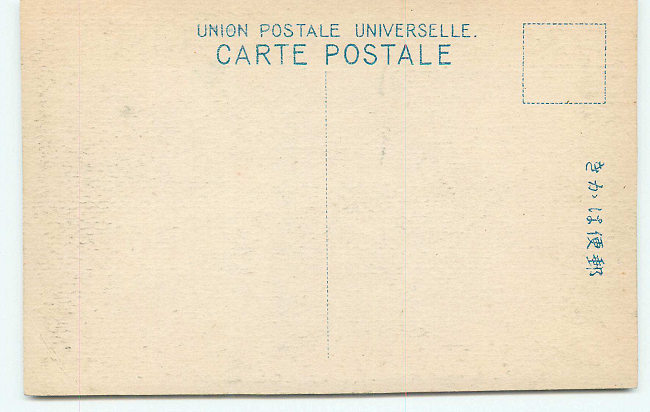 UNION POSTALE UNIVERSELLE.
CARTE POSTALE
きかは便郵